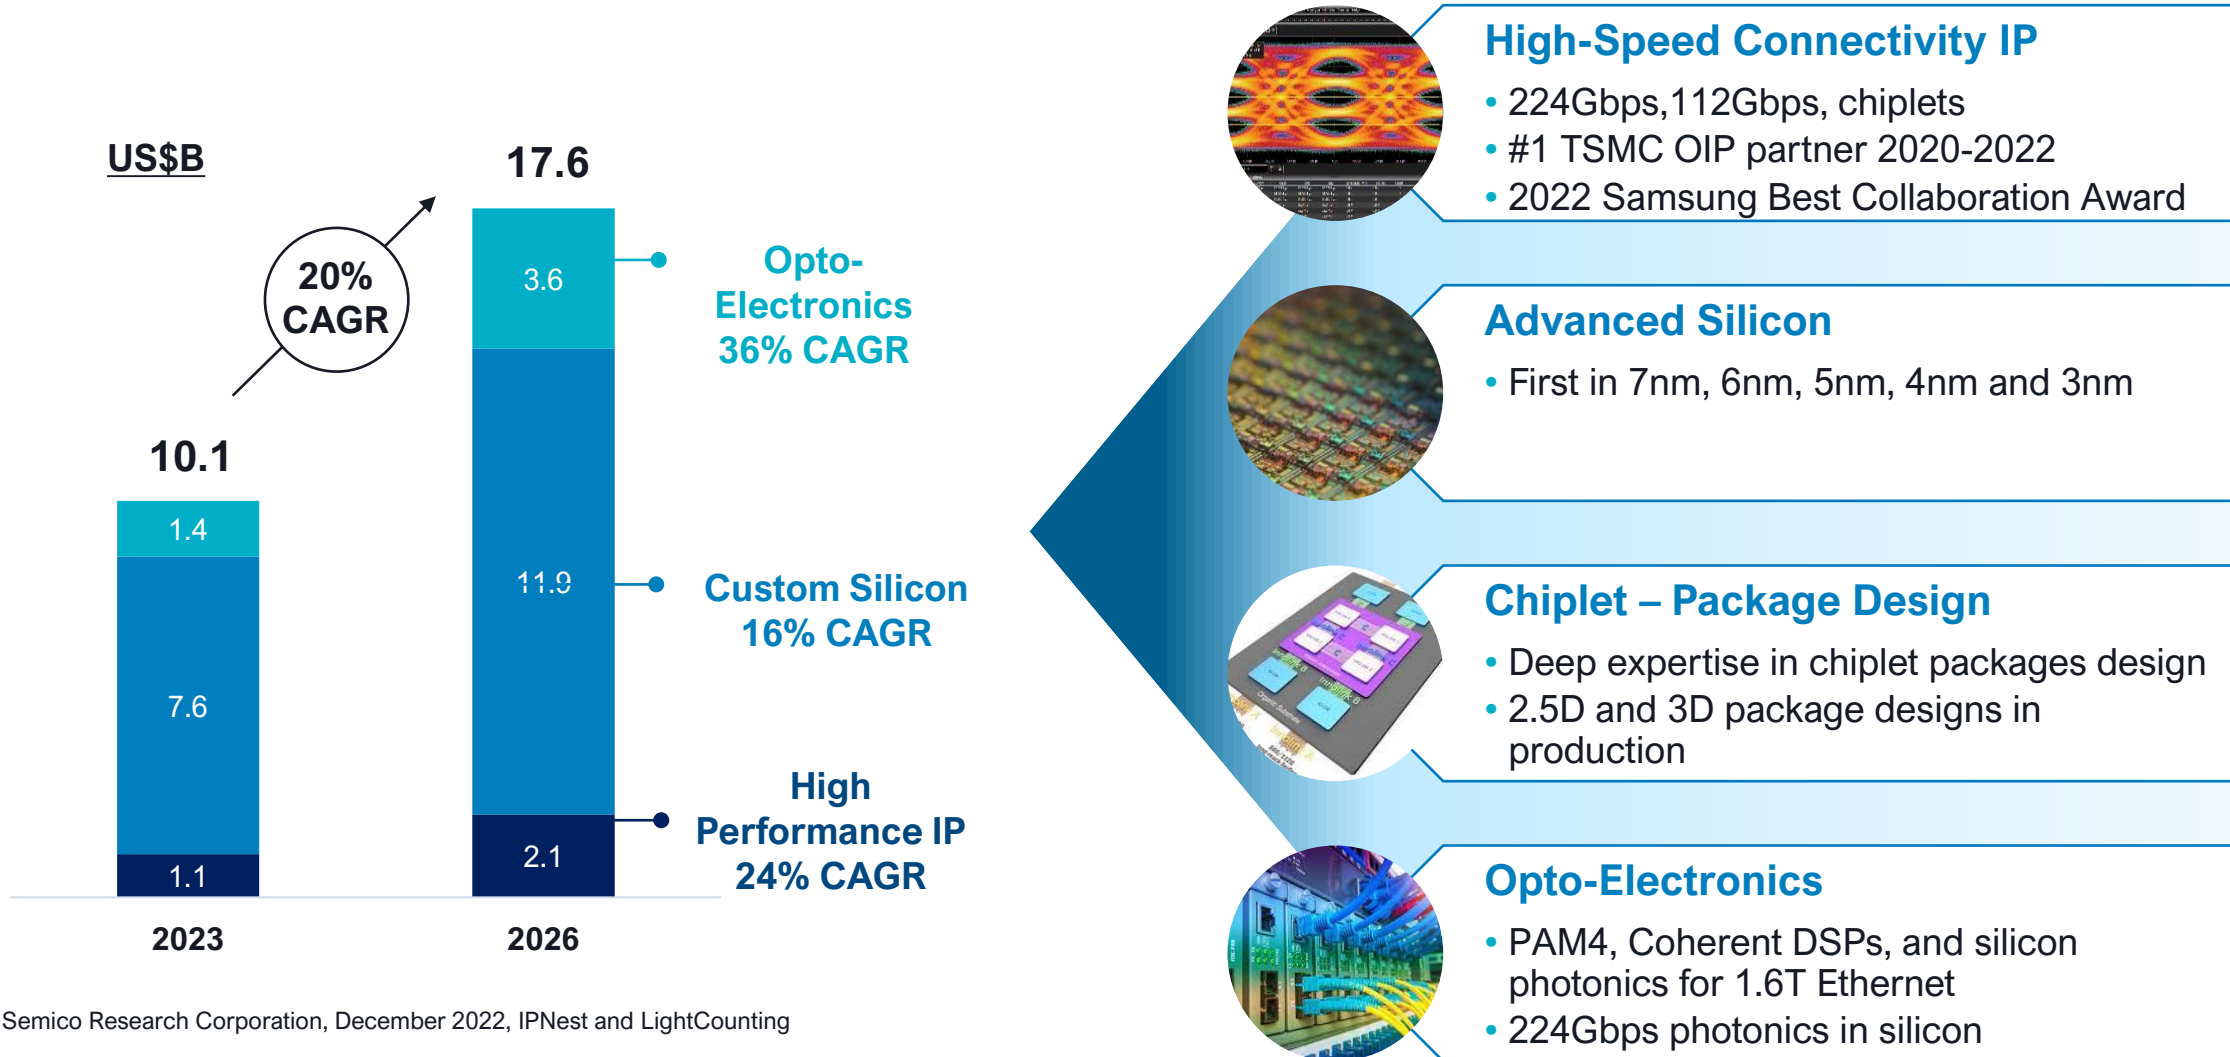 US$B
17.6
20%
CAGR
10.1
3.6
1.4
11.9
7.6
2.1
1.1
2023
2026
Opto-
Electronics
36% CAGR
Custom Silicon
16% CAGR
High
Performance IP
24% CAGR
Semico Research Corporation, December 2022, IPNest and LightCounting
High-Speed Connectivity IP
• 224Gbps,112Gbps, chiplets
• #1 TSMC OIP partner 2020-2022
• 2022 Samsung Best Collaboration Award
Advanced Silicon
• First in 7nm, 6nm, 5nm, 4nm and 3nm
Chiplet – Package Design
• Deep expertise in chiplet packages design
• 2.5D and 3D package designs in
production
Organic Substrate
Opto-Electronics
• PAM4, Coherent DSPs, and silicon
photonics for 1.6T Ethernet
• 224Gbps photonics in silicon